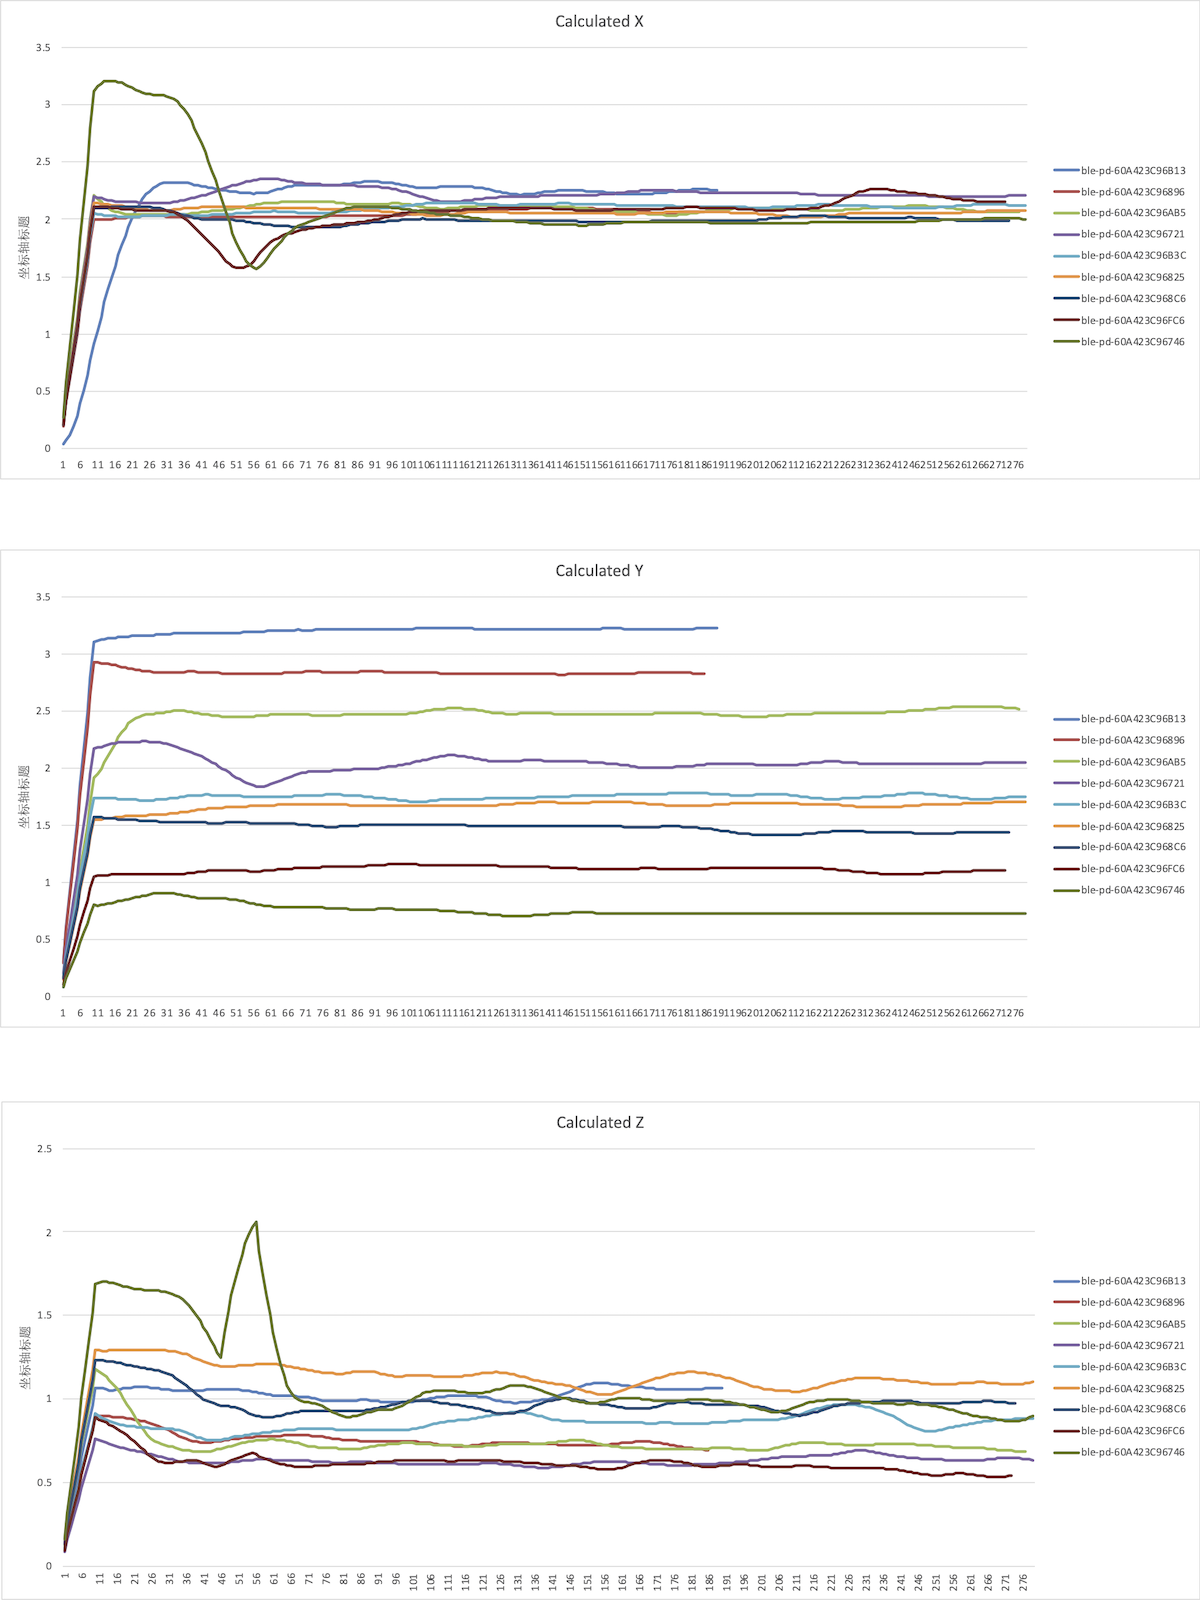 Calculated X
3.5
3
2.5
2
1.5
1
0.5
0
坐标轴标题
1 6 11 16 21 26 31 36 41 46 51 56 61 66 71 76 81 86 91 96 101 106 111 116 121 126 131 136 141 146 151 156 161 166 171 176 181 186 191 196 201 206 211 216 221 226 231 236 241 246 251 256 261 266 271 276
ble-pd-60A423C96B13
ble-pd-60A423C96896
ble-pd-60A423C96AB5
ble-pd-60A423C96721
ble-pd-60A423C96B3C
ble-pd-60A423C96825
ble-pd-60A423C968C6
ble-pd-60A423C96FC6
ble-pd-60A423C96746
Calculated Y
3.5
3
2.5
2
1.5
1
0.5
0
坐标轴标题
1 6 11 16 21 26 31 36 41 46 51 56 61 66 71 76 81 86 91 96 101 106 111 116 121 126 131 136 141 146 151 156 161 166 171 176 181 186 191 196 201 206 211 216 221 226 231 236 241 246 251 256 261 266 271 276
ble-pd-60A423C96B13
ble-pd-60A423C96896
ble-pd-60A423C96AB5
ble-pd-60A423C96721
ble-pd-60A423C96B3C
ble-pd-60A423C96825
ble-pd-60A423C968C6
ble-pd-60A423C96FC6
ble-pd-60A423C96746
Calculated Z
2.5
2
1.5
1
0.5
0
坐标轴标题
1 6 11 16 21 26 31 36 41 46 51 56 61 66 71 76 81 86 91 96 101 106 111 116 121 126 131 136 141 146 151 156 161 166 171 176 181 186 191 196 201 206 211 216 221 226 231 236 241 246 251 256 261 266 271 276
ble-pd-60A423C96B13
ble-pd-60A423C96896
ble-pd-60A423C96AB5
ble-pd-60A423C96721
ble-pd-60A423C96B3C
ble-pd-60A423C96825
ble-pd-60A423C968C6
ble-pd-60A423C96FC6
ble-pd-60A423C96746